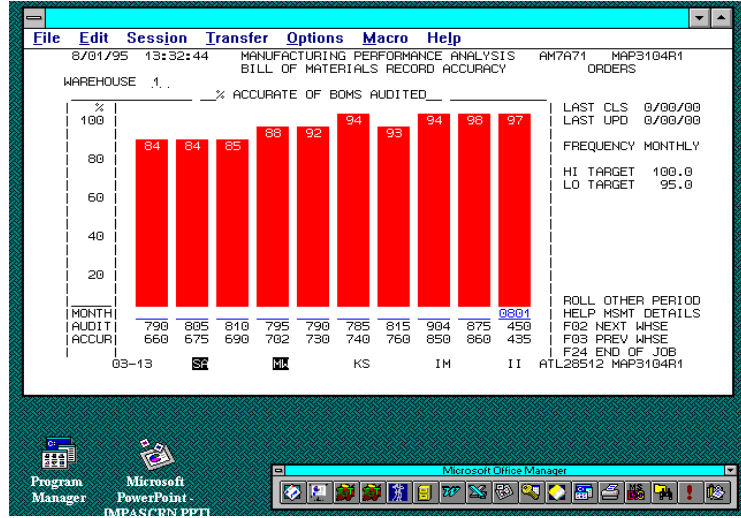 File Edit Session Transfer Options Macro Help
8/01/95 13:32:44 MANUFACTURING PERFORMANCE ANALYSIS AM7A71 MAP3104R1
BILL OF MATERIALS RECORD ACCURACY ORDERS
WAREHOUSE 1
% ACCURATE OF BOMS AUDITED
% LAST CLS 0/00/00
100 94 94 98 97 LAST UPD 0/00/00
88 92 93
84 84 85 FREQUENCY MONTHLY
80
HI TARGET 100.0
LO TARGET 95.0
60
40
20
ROLL OTHER PERIOD
MONTH 0801 HELP MSMT DETAILS
AUDIT 790 805 810 795 790 785 815 904 875 450 F02 NEXT WHSE
ACCUR 660 675 690 702 730 740 760 850 860 435 F03 PREV WHSE
F24 END OF JOB
03-13 SA MW KS IM II ATL28512 MAP3104R1
Program Manager
Microsoft PowerPoint - [MPASCRN.PPT]
Microsoft Office Manager